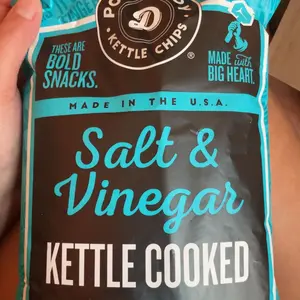 KETTLE CHIPS
®
THESE ARE
BOLD
SNACKS.
MADE with
BIG HEART.
MADE IN THE U.S.A.
Salt &
Vinegar
KETTLE COOKED